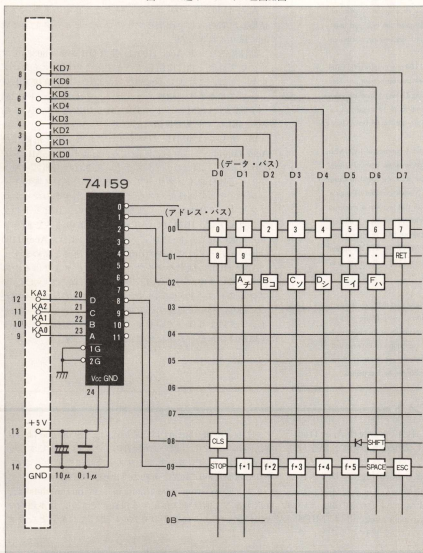 8 KD7
7 KD6
6 KD5
5 KD4
4 KD3
3 KD2
2 KD1
1 KD0
(データ・バス)
D0 D1 D2 D3 D4 D5 D6 D7
74159
(アドレス・バス)
0
1
2
3
4
5
6
7
8
9
10
11
12 KA3 20 D
11 KA2 21 C
10 KA1 22 B
9 KA0 23 A
1G
2G
Vcc GND
24
13 +5V
14 GND
10μ 0.1μ
00 0 1 2 3 4 5 6 7
01 8 9 RET
02 Aチ Bコ Cソ Dシ Eイ Fハ
03
04
05
06
07
08 CLS SHIFT
09 STOP f・1 f・2 f・3 f・4 f・5 SPACE ESC
0A
0B